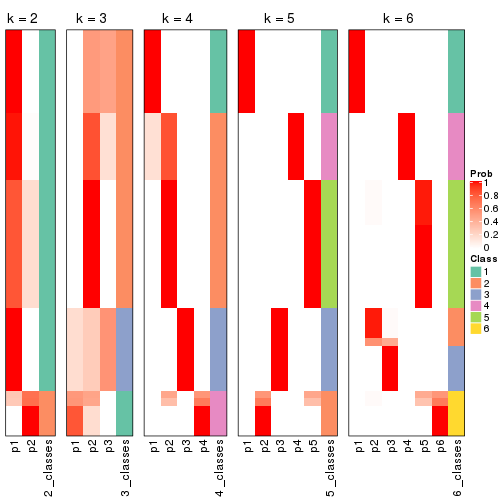 k = 2
k = 3
k = 4
k = 5
k = 6
Prob
1
0.8
0.6
0.4
0.2
0
Class
1
2
3
4
5
6
p1
p2
2_classes
p1
p2
p3
3_classes
p1
p2
p3
p4
4_classes
p1
p2
p3
p4
p5
5_classes
p1
p2
p3
p4
p5
p6
6_classes